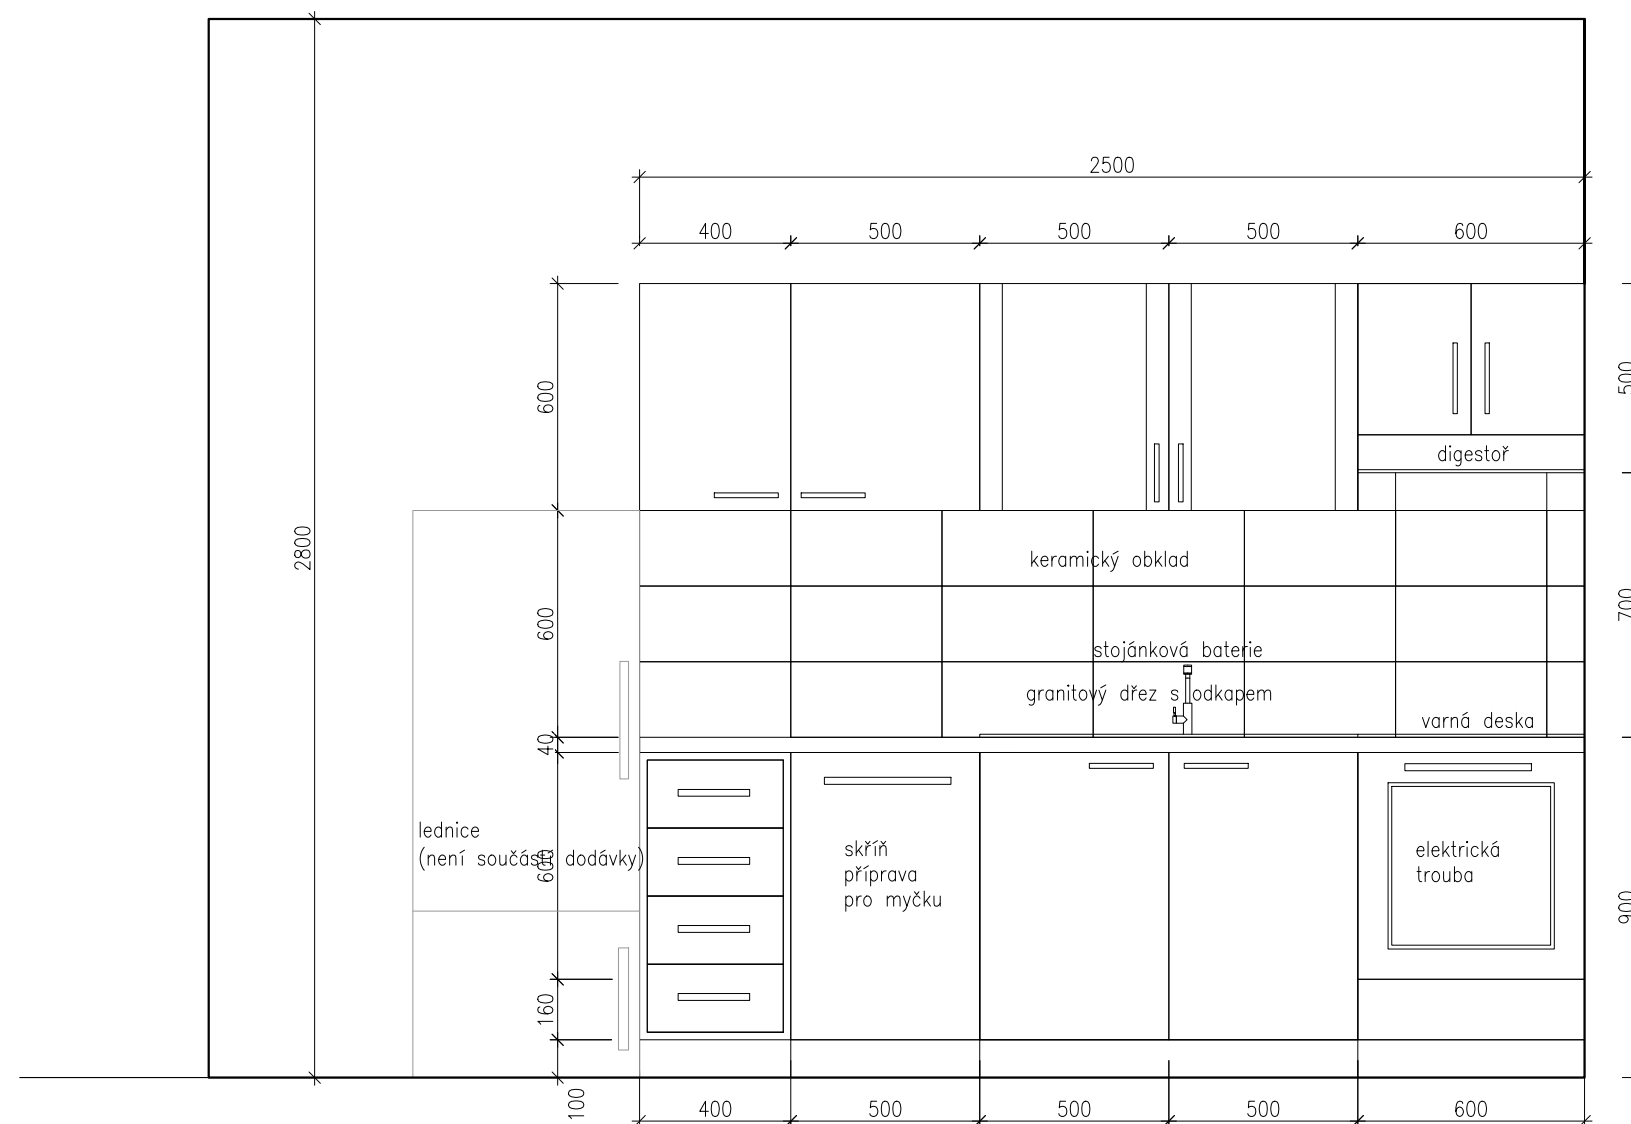 2500
400
500
500
500
600
600
500
digestoř
2800
keramický obklad
600
700
stojánková baterie
granitový dřez s odkapem
varná deska
40
lednice
(není součástí dodávky)
600
skříň
příprava
pro myčku
elektrická
trouba
900
160
100
400
500
500
500
600